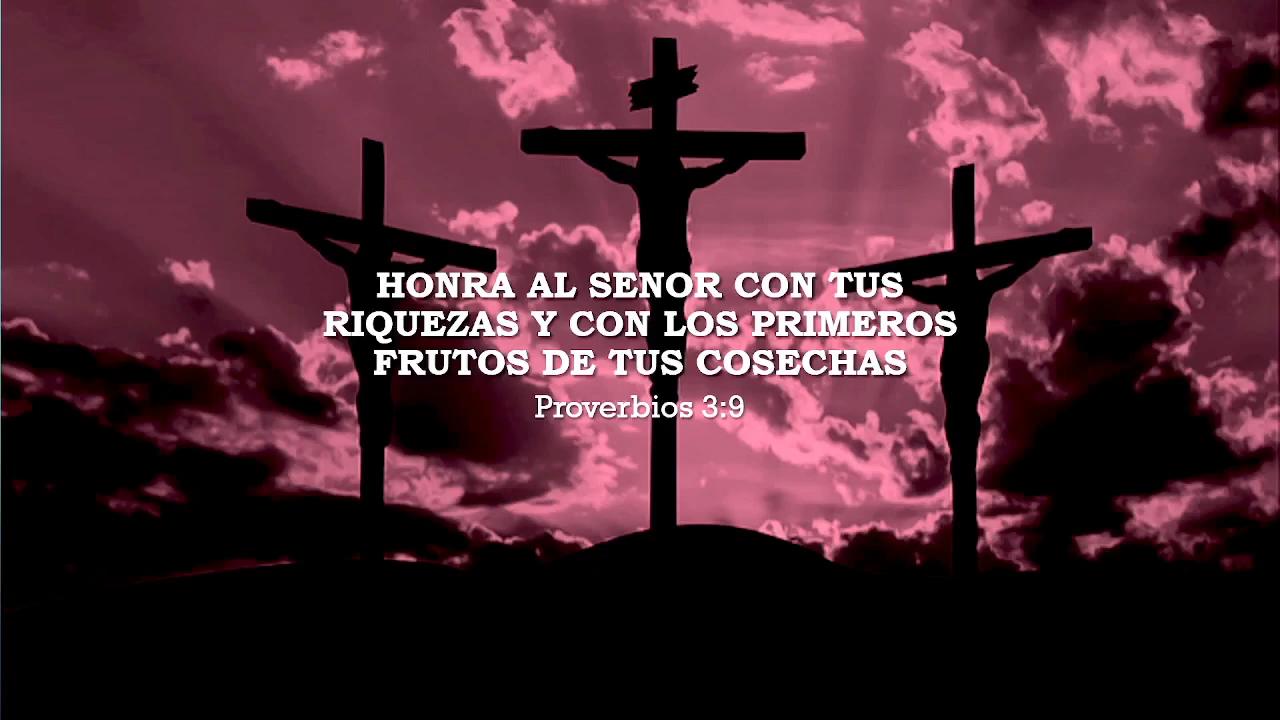 HONRA AL SENOR CON TUS
RIQUEZAS Y CON LOS PRIMEROS
FRUTOS DE TUS COSECHAS
Proverbios 3:9